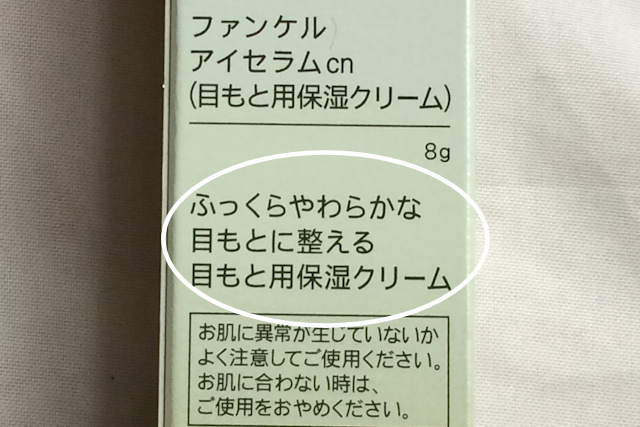 ファンケル
アイセラムcn
(目もと用保湿クリーム)
8g
ふっくらやわらかな
目もとに整える
目もと用保湿クリーム
お肌に異常が生じていないか
よく注意してご使用ください。
お肌に合わない時は、
ご使用をおやめください。